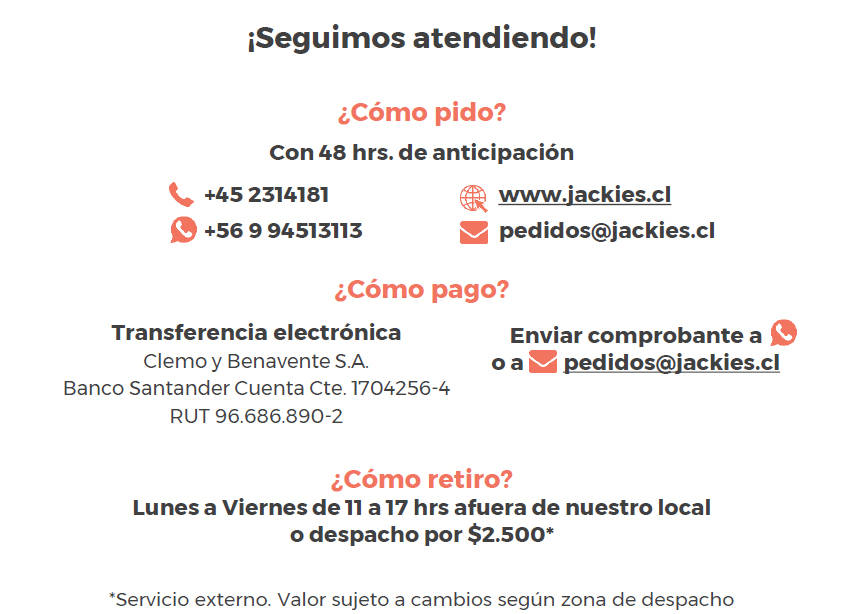 ¡Seguimos atendiendo!
¿Cómo pido?
Con 48 hrs. de anticipación
+45 2314181
www.jackies.cl
+56 9 94513113
pedidos@jackies.cl
¿Cómo pago?
Transferencia electrónica
Clemo y Benavente S.A.
Banco Santander Cuenta Cte. 1704256-4
RUT 96.686.890-2
Enviar comprobante a
o a pedidos@jackies.cl
¿Cómo retiro?
Lunes a Viernes de 11 a 17 hrs afuera de nuestro local
o despacho por $2.500*
*Servicio externo. Valor sujeto a cambios según zona de despacho